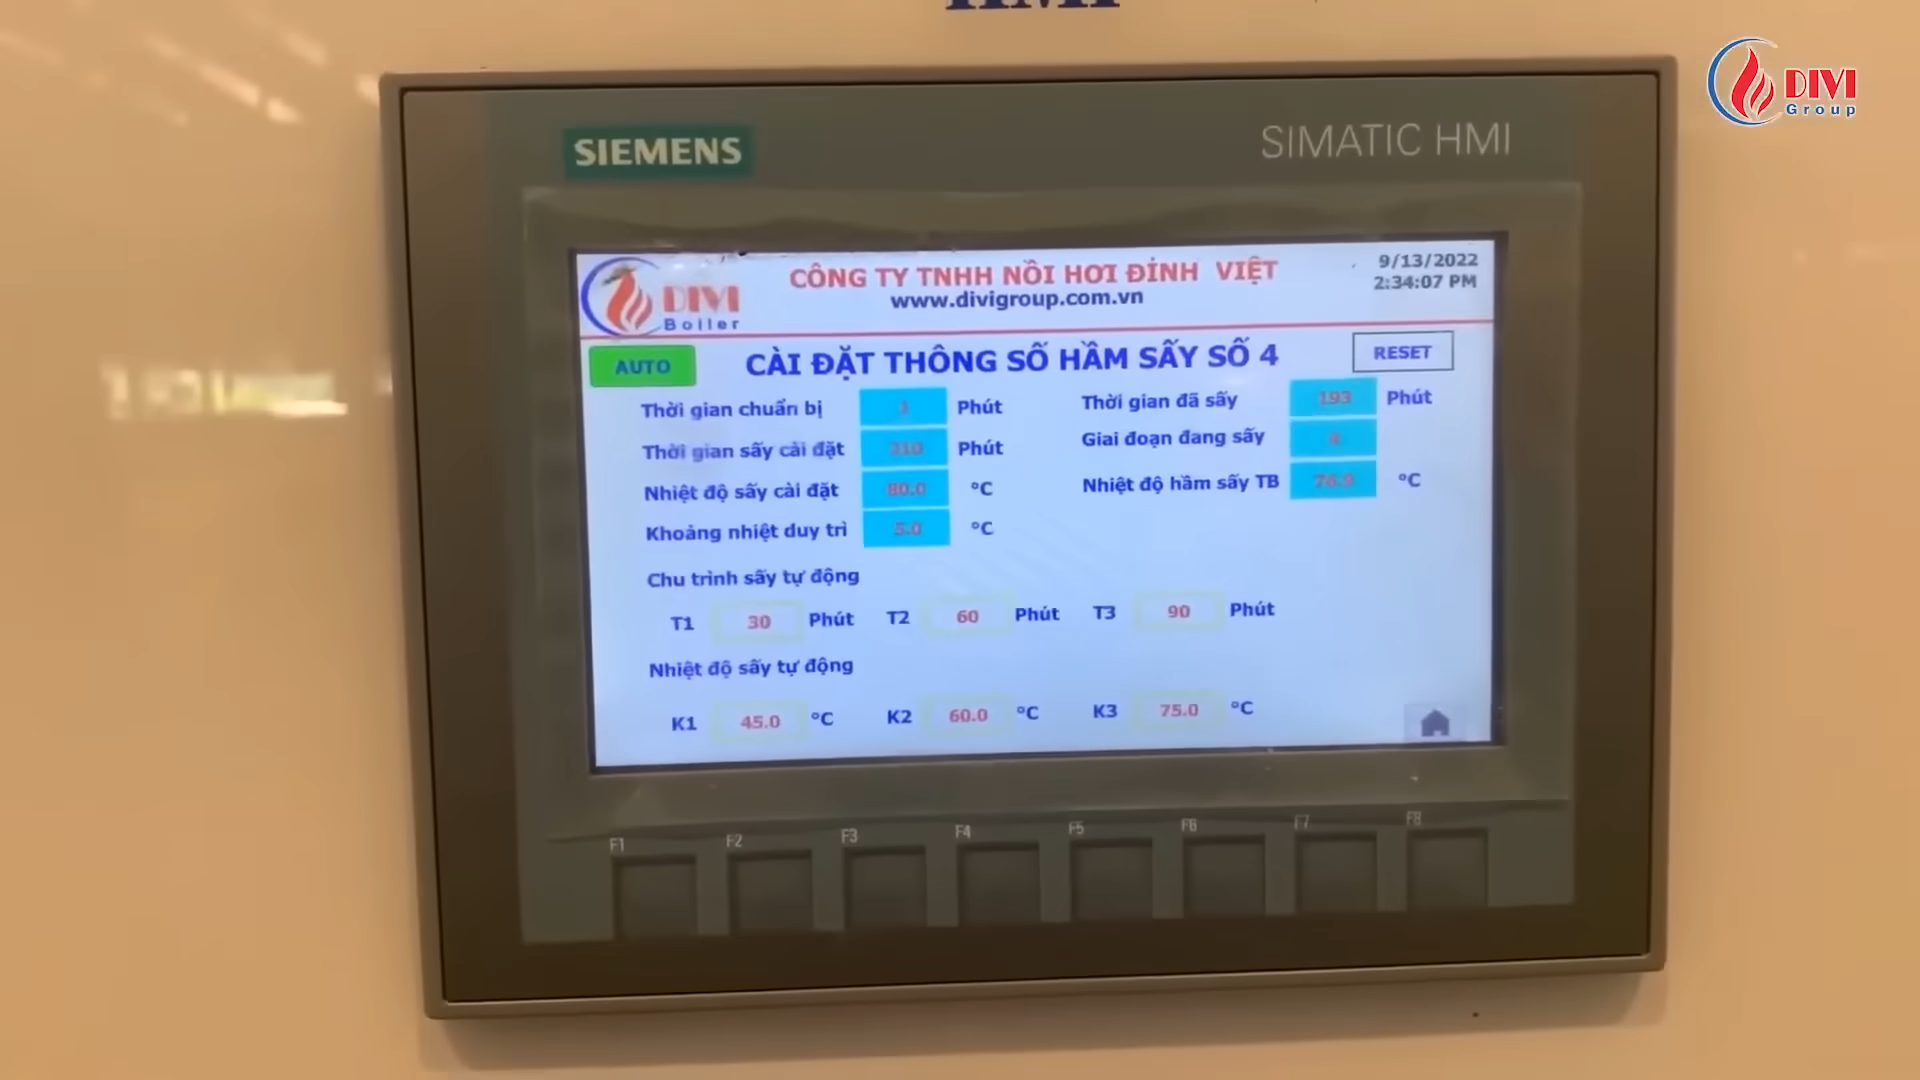 DIVI
Group
SIEMENS
SIMATIC HMI
DIVI
Boiler
CÔNG TY TNHH NỒI HƠI ĐỈNH VIỆT
www.divigroup.com.vn
9/13/2022
2:34:07 PM
AUTO
CÀI ĐẶT THÔNG SỐ HẦM SẤY SỐ 4
RESET
Thời gian chuẩn bị Phút
Thời gian đã sấy 193 Phút
Thời gian sấy cài đặt 210 Phút
Giai đoạn đang sấy
Nhiệt độ sấy cài đặt 80.0 °C
Nhiệt độ hầm sấy TB °C
Khoảng nhiệt duy trì 5.0 °C
Chu trình sấy tự động
T1 30 Phút T2 60 Phút T3 90 Phút
Nhiệt độ sấy tự động
K1 45.0 °C K2 60.0 °C K3 75.0 °C
F1 F2 F3 F4 F5 F6 F7 F8